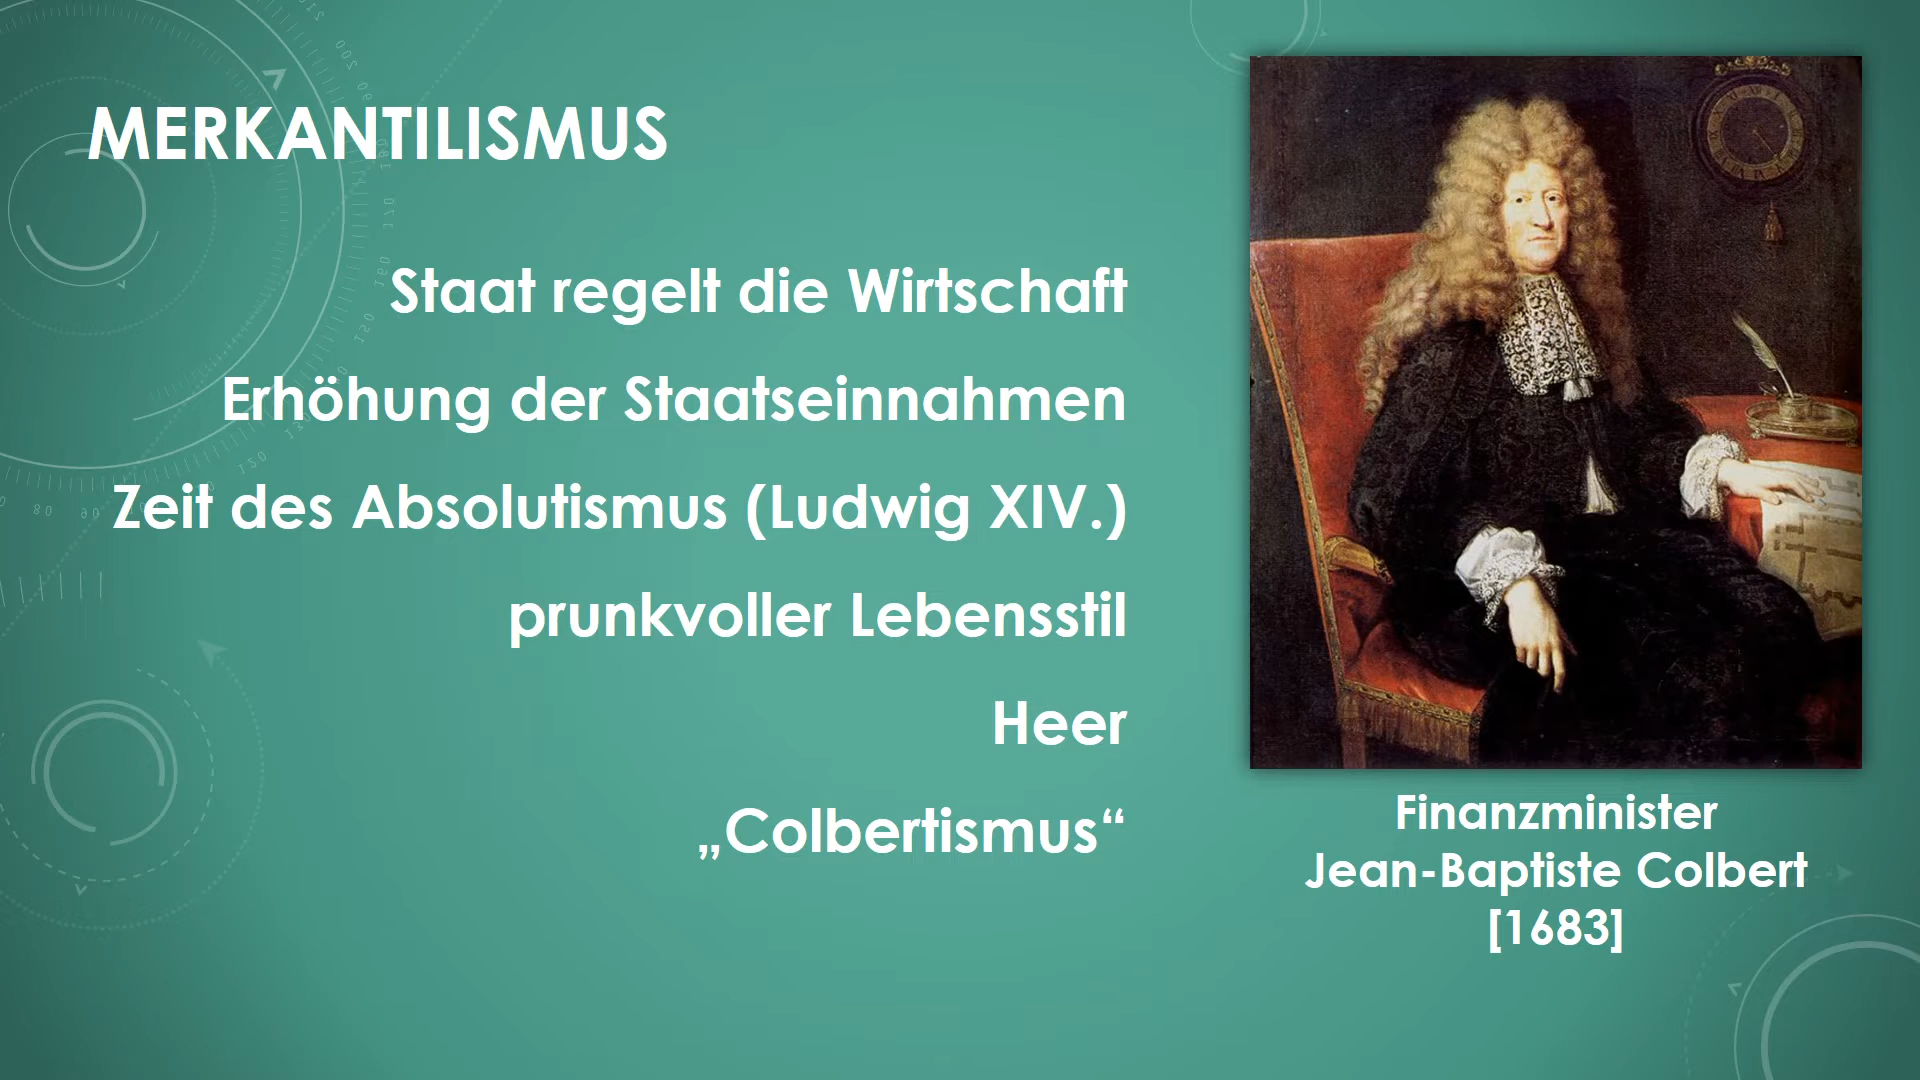 MERKANTILISMUS
Staat regelt die Wirtschaft
Erhöhung der Staatseinnahmen
Zeit des Absolutismus (Ludwig XIV.)
prunkvoller Lebensstil
Heer
„Colbertismus“
Finanzminister
Jean-Baptiste Colbert
[1683]